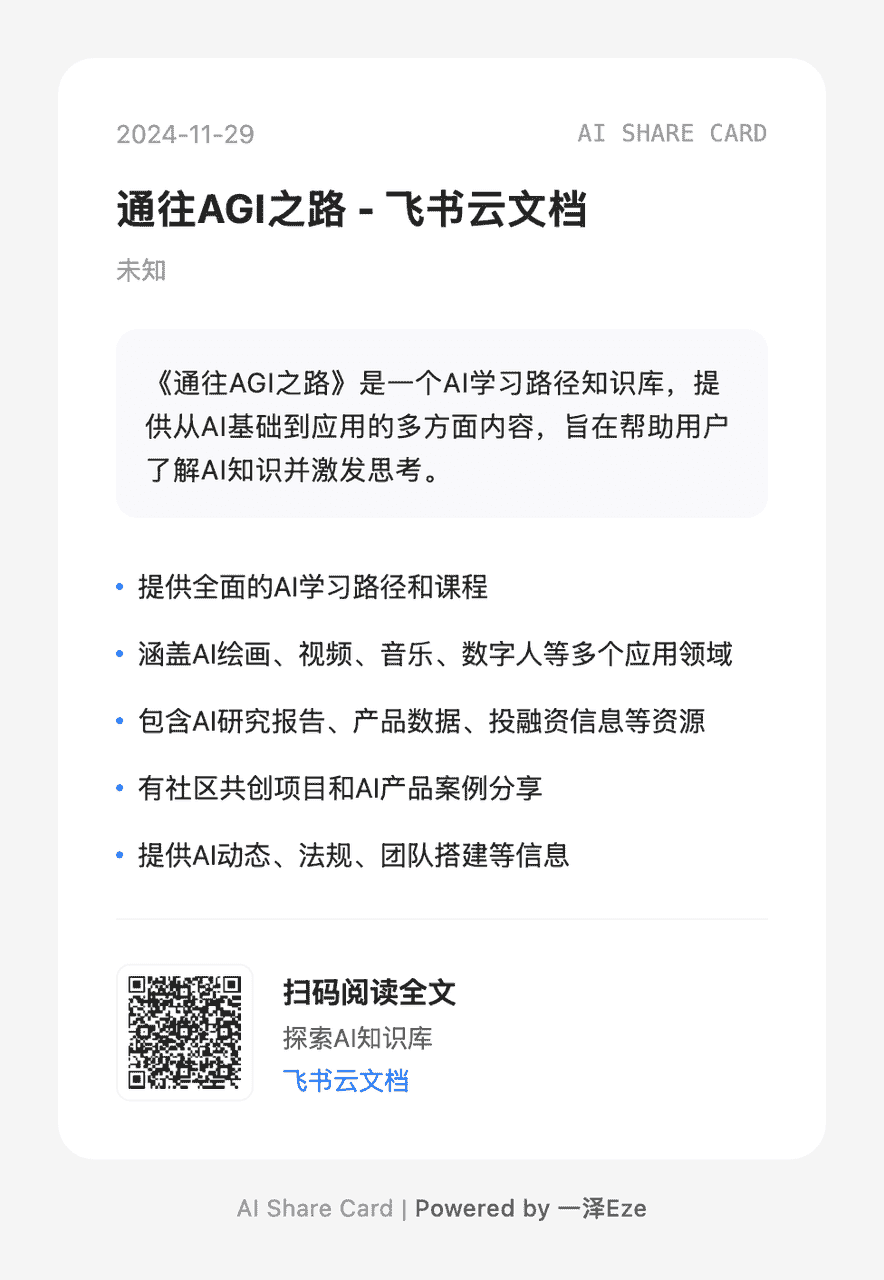 2024-11-29
AI SHARE CARD
通往AGI之路 - 飞书云文档
未知
《通往AGI之路》是一个AI学习路径知识库，提
供从AI基础到应用的多方面内容，旨在帮助用户
了解AI知识并激发思考。
• 提供全面的AI学习路径和课程
• 涵盖AI绘画、视频、音乐、数字人等多个应用领域
• 包含AI研究报告、产品数据、投融资信息等资源
• 有社区共创项目和AI产品案例分享
• 提供AI动态、法规、团队搭建等信息
扫码阅读全文
探索AI知识库
飞书云文档
AI Share Card | Powered by 一泽Eze